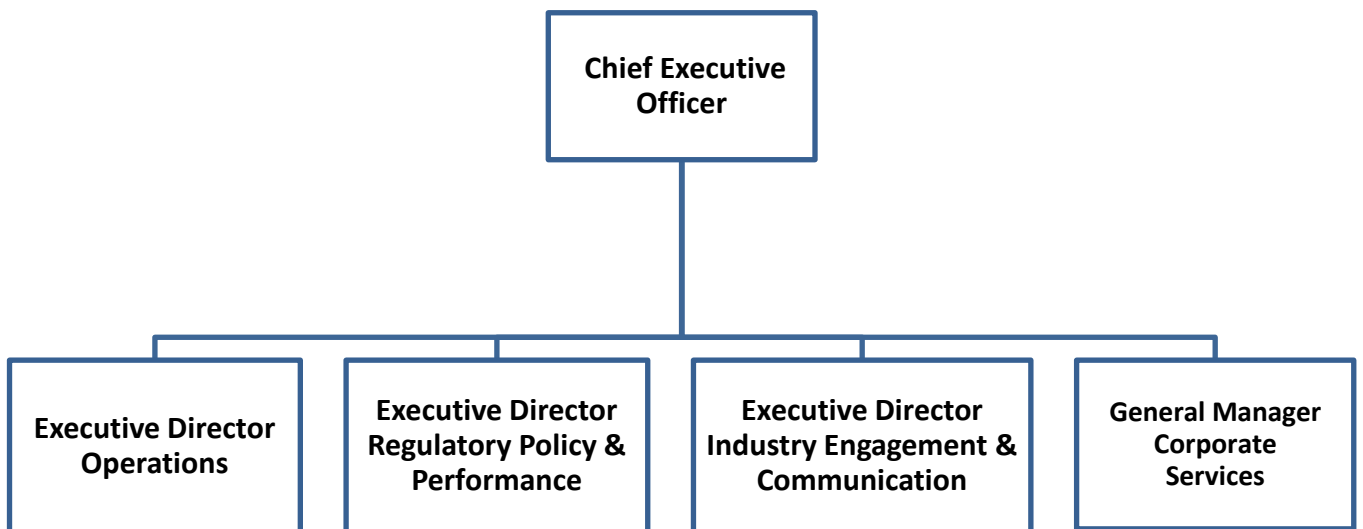 Chief Executive
Officer
Executive Director
Operations
Executive Director
Regulatory Policy &
Performance
Executive Director
Industry Engagement &
Communication
General Manager
Corporate
Services